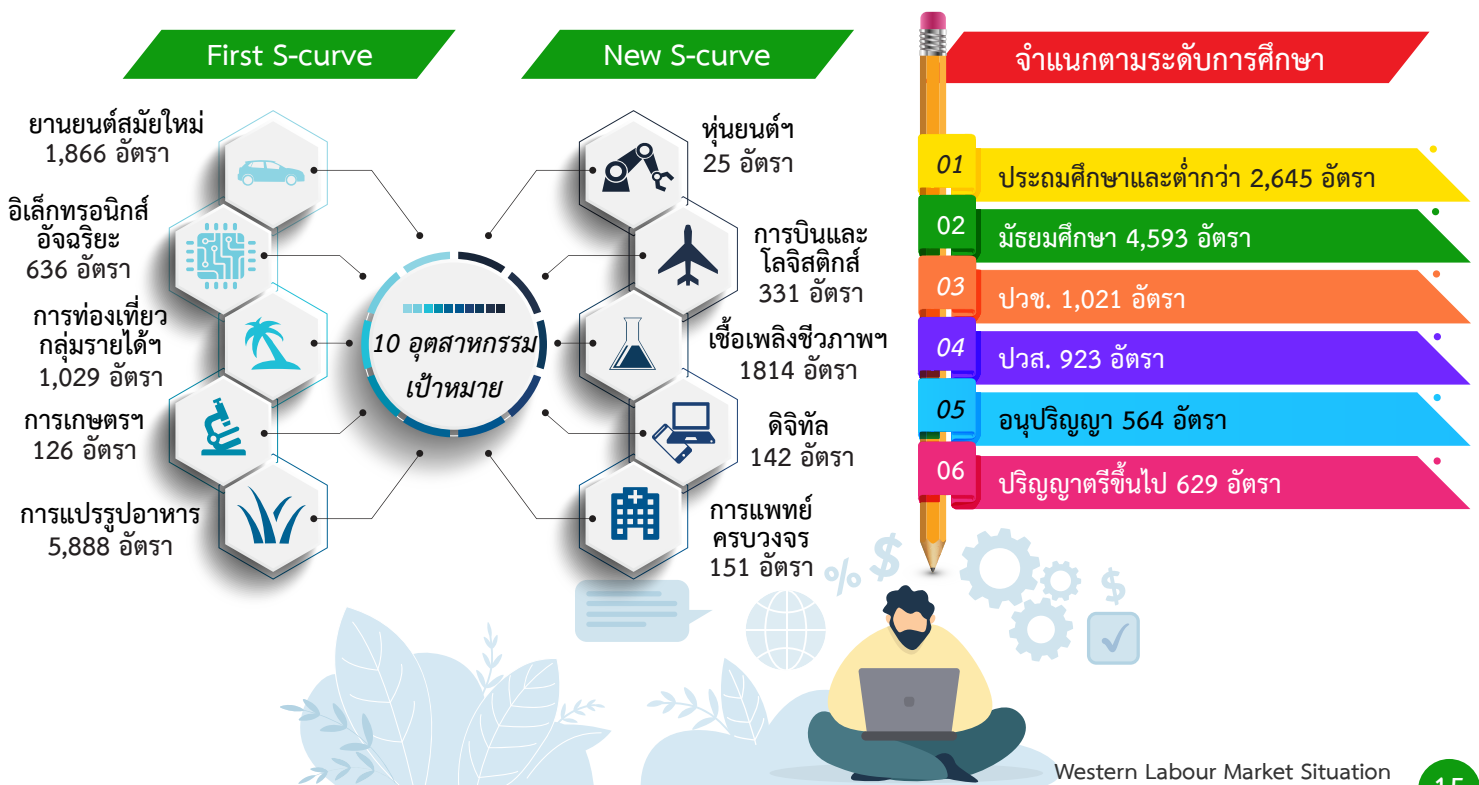 First S-curve
ยานยนต์สมัยใหม่
1,866 อัตรา
อิเล็กทรอนิกส์
อัจฉริยะ
636 อัตรา
การท่องเที่ยว
กลุ่มรายได้ฯ
1,029 อัตรา
การเกษตรฯ
126 อัตรา
การแปรรูปอาหาร
5,888 อัตรา
10 อุตสาหกรรม
เป้าหมาย
New S-curve
หุ่นยนต์ฯ
25 อัตรา
การบินและ
โลจิสติกส์
331 อัตรา
เชื้อเพลิงชีวภาพฯ
1814 อัตรา
ดิจิทัล
142 อัตรา
การแพทย์
ครบวงจร
151 อัตรา
จำแนกตามระดับการศึกษา
01 ประถมศึกษาและต่ำกว่า 2,645 อัตรา
02 มัธยมศึกษา 4,593 อัตรา
03 ปวช. 1,021 อัตรา
04 ปวส. 923 อัตรา
05 อนุปริญญา 564 อัตรา
06 ปริญญาตรีขึ้นไป 629 อัตรา
% $ $
Western Labour Market Situation
15